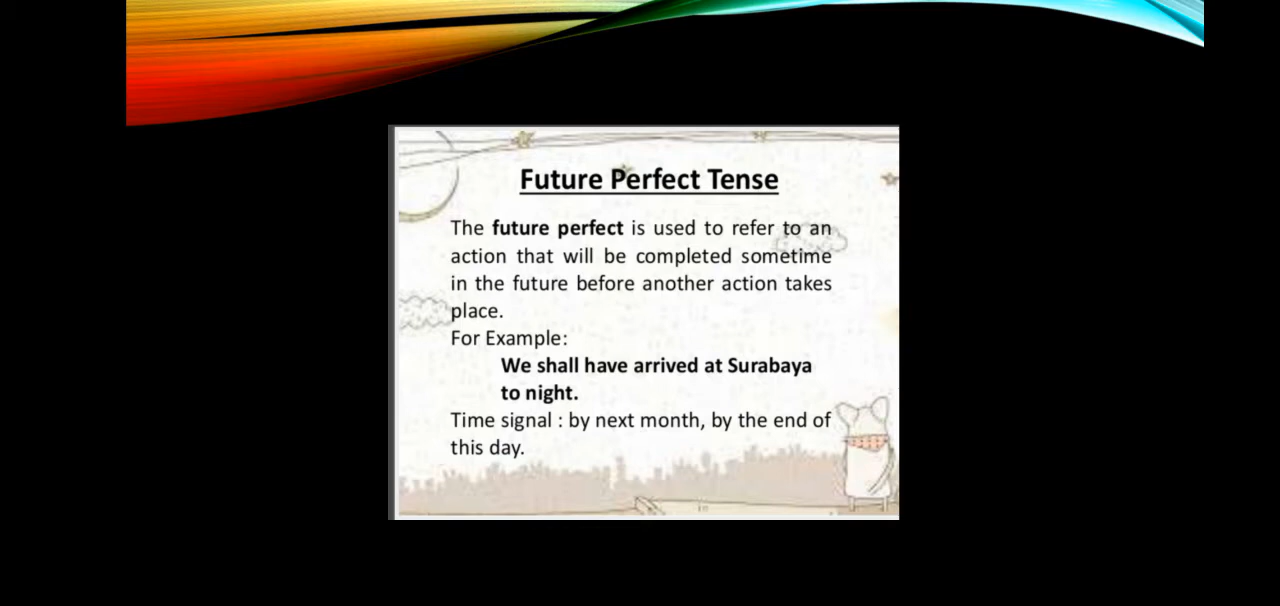 Future Perfect Tense
The future perfect is used to refer to an
action that will be completed sometime
in the future before another action takes
place.
For Example:
We shall have arrived at Surabaya
to night.
Time signal : by next month, by the end of
this day.